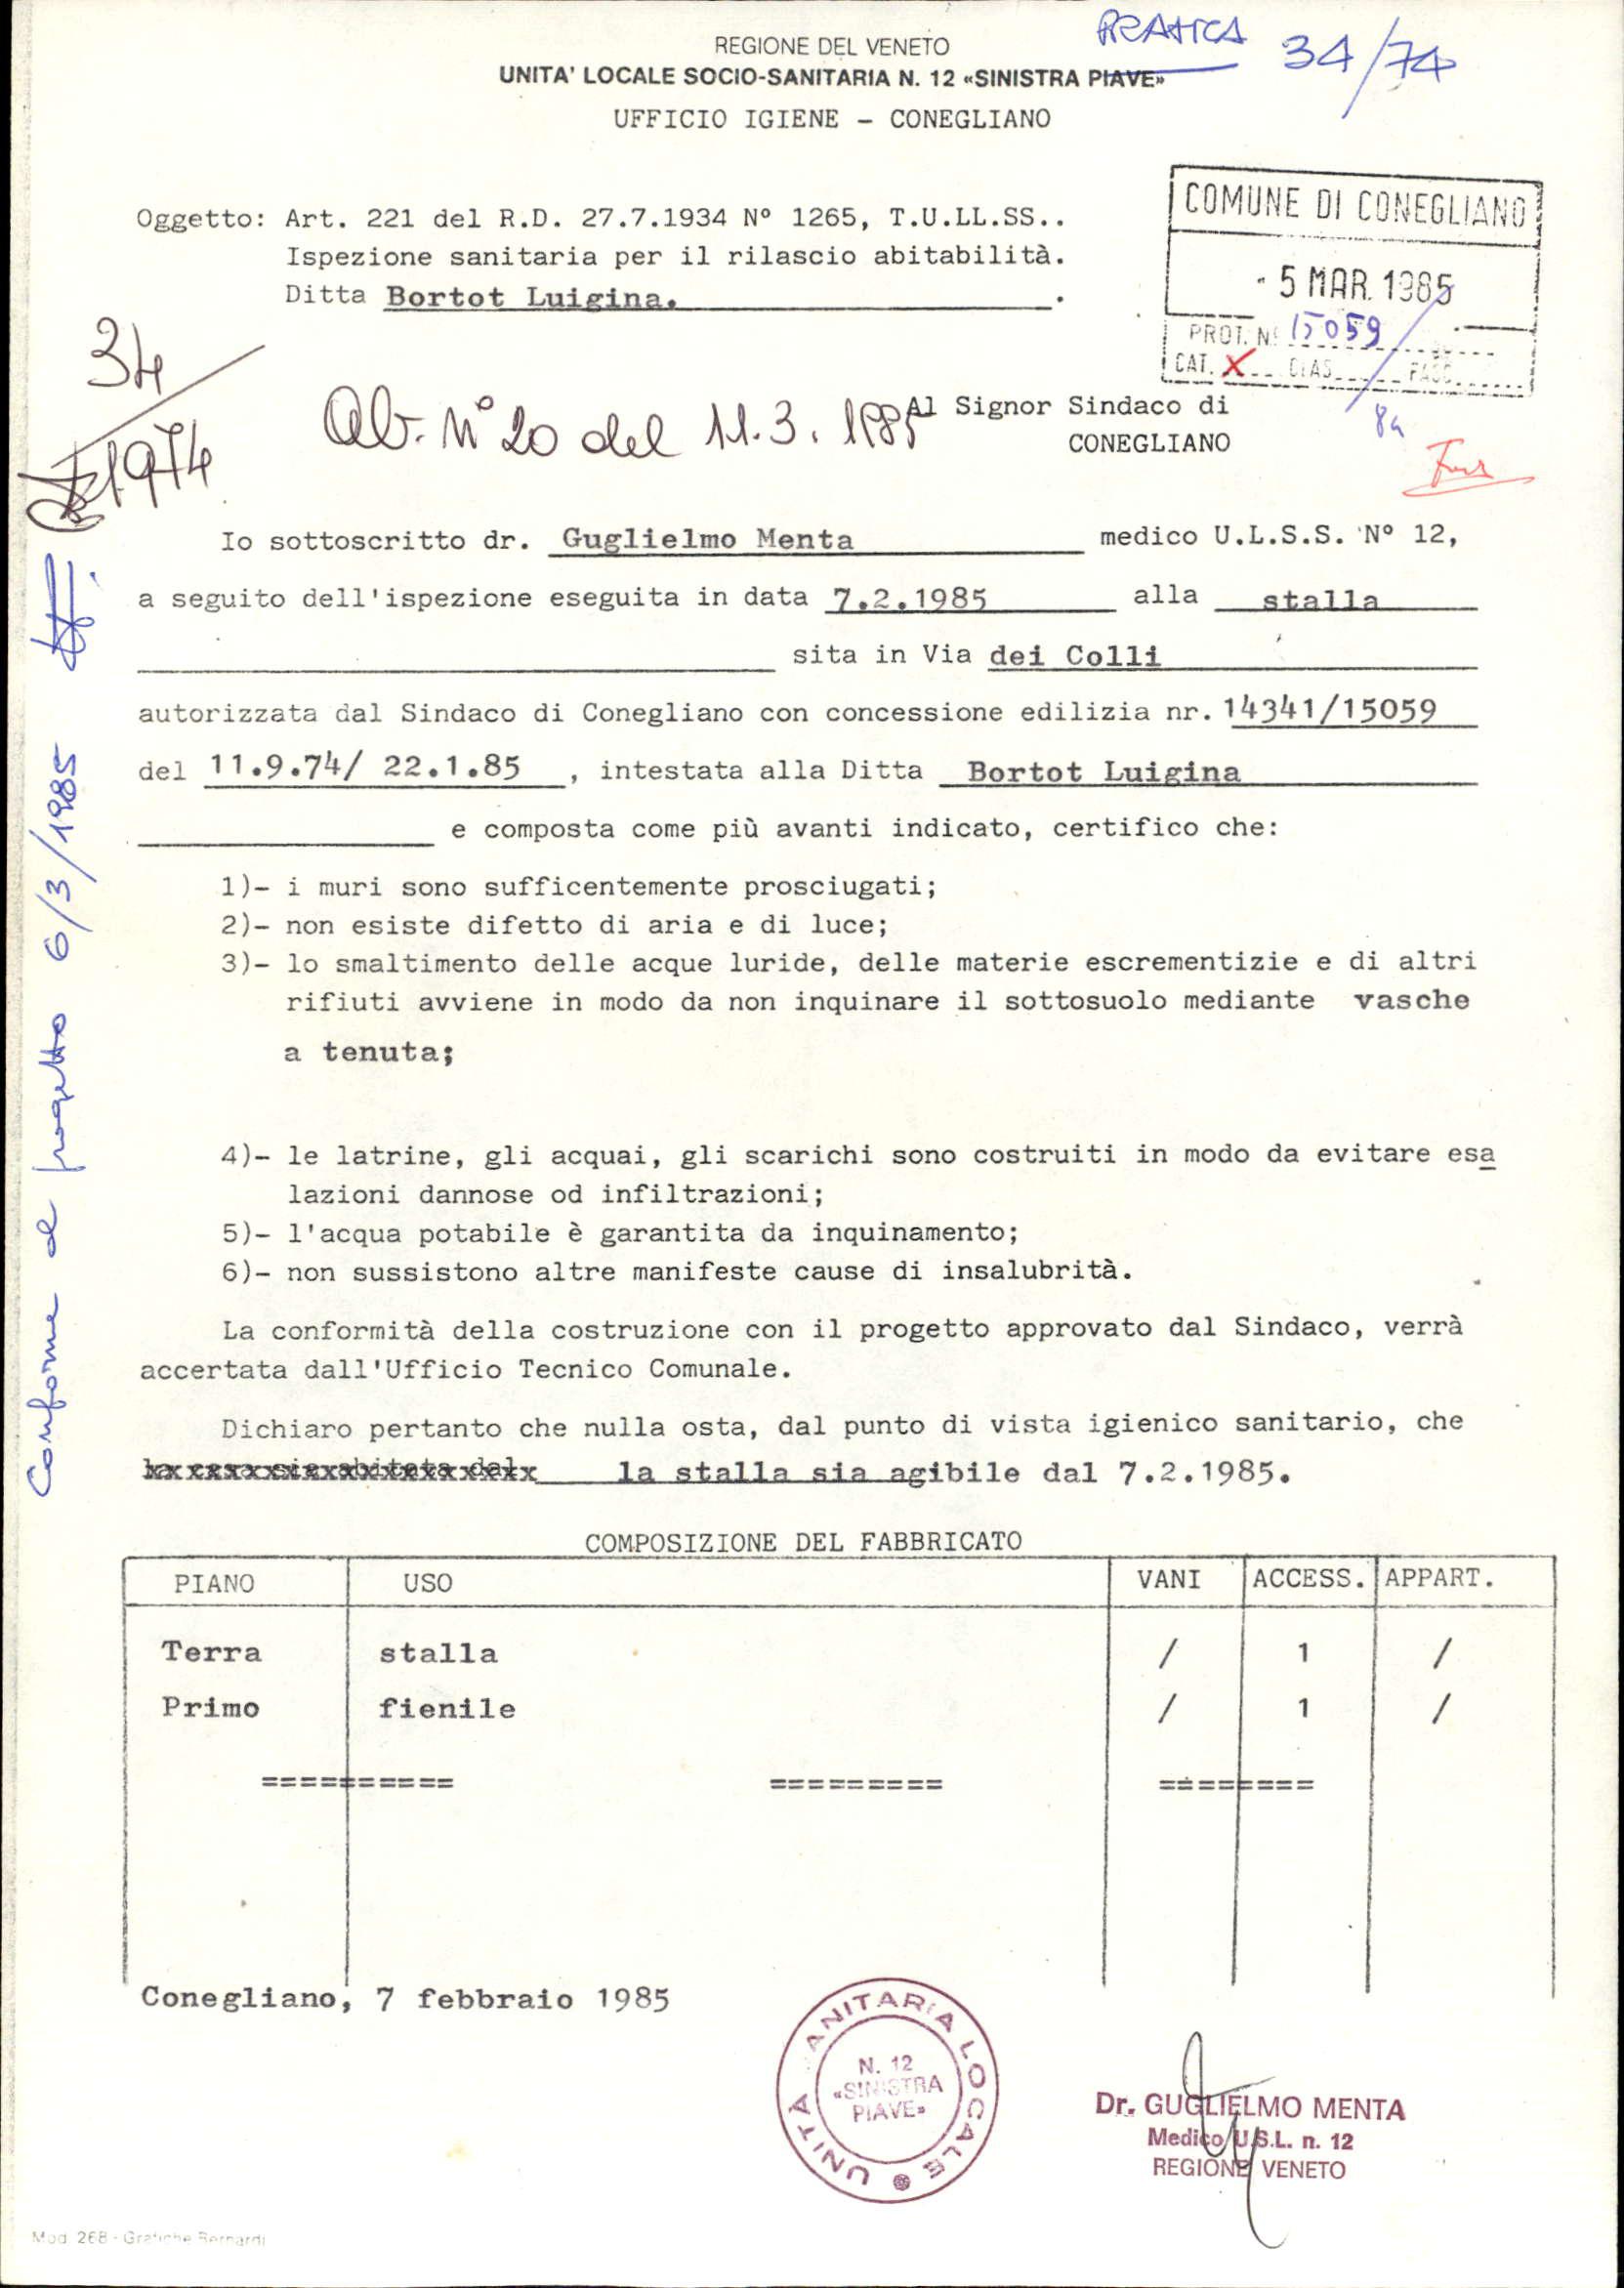 PRATICA 34/74
REGIONE DEL VENETO
UNITA' LOCALE SOCIO-SANITARIA N. 12 «SINISTRA PIAVE»
UFFICIO IGIENE - CONEGLIANO
COMUNE DI CONEGLIANO
- 5 MAR. 1985
PROT. N. 15059
CAT. X CLAS. FASC.
84
Oggetto: Art. 221 del R.D. 27.7.1934 N° 1265, T.U.LL.SS..
Ispezione sanitaria per il rilascio abitabilità.
Ditta Bortot Luigina. .
34
1974
Ab. N° 20 del 11.3.1985
Al Signor Sindaco di
CONEGLIANO
Io sottoscritto dr. Guglielmo Menta medico U.L.S.S. N° 12,
a seguito dell'ispezione eseguita in data 7.2.1985 alla stalla
sita in Via dei Colli
autorizzata dal Sindaco di Conegliano con concessione edilizia nr. 14341/15059
del 11.9.74/ 22.1.85 , intestata alla Ditta Bortot Luigina
e composta come più avanti indicato, certifico che:
1)- i muri sono sufficentemente prosciugati;
2)- non esiste difetto di aria e di luce;
3)- lo smaltimento delle acque luride, delle materie escrementizie e di altri
rifiuti avviene in modo da non inquinare il sottosuolo mediante vasche
a tenuta;
4)- le latrine, gli acquai, gli scarichi sono costruiti in modo da evitare esa
lazioni dannose od infiltrazioni;
5)- l'acqua potabile è garantita da inquinamento;
6)- non sussistono altre manifeste cause di insalubrità.
La conformità della costruzione con il progetto approvato dal Sindaco, verrà
accertata dall'Ufficio Tecnico Comunale.
Dichiaro pertanto che nulla osta, dal punto di vista igienico sanitario, che
la stalla sia agibile dal 7.2.1985.
Conforme al progetto 6/3/1985
COMPOSIZIONE DEL FABBRICATO
PIANO USO VANI ACCESS. APPART.
Terra stalla / 1 /
Primo fienile / 1 /
========== ========= ========
Conegliano, 7 febbraio 1985
UNITÀ SANITARIA LOCALE
N. 12
«SINISTRA
PIAVE»
Dr. GUGLIELMO MENTA
Medico U.S.L. n. 12
REGIONE VENETO
Mod. 268 - Grafiche Bernardi